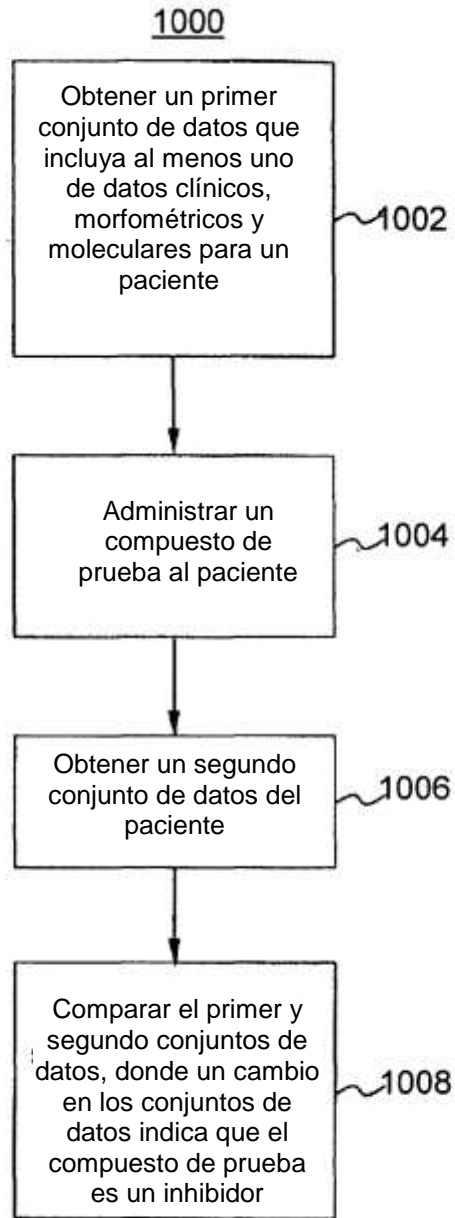 1000
Obtener un primer
conjunto de datos que
incluya al menos uno
de datos clínicos,
morfométricos y
moleculares para un
paciente
1002
Administrar un
compuesto de
prueba al paciente
1004
Obtener un segundo
conjunto de datos del
paciente
1006
Comparar el primer y
segundo conjuntos de
datos, donde un cambio
en los conjuntos de
datos indica que el
compuesto de prueba
es un inhibidor
1008